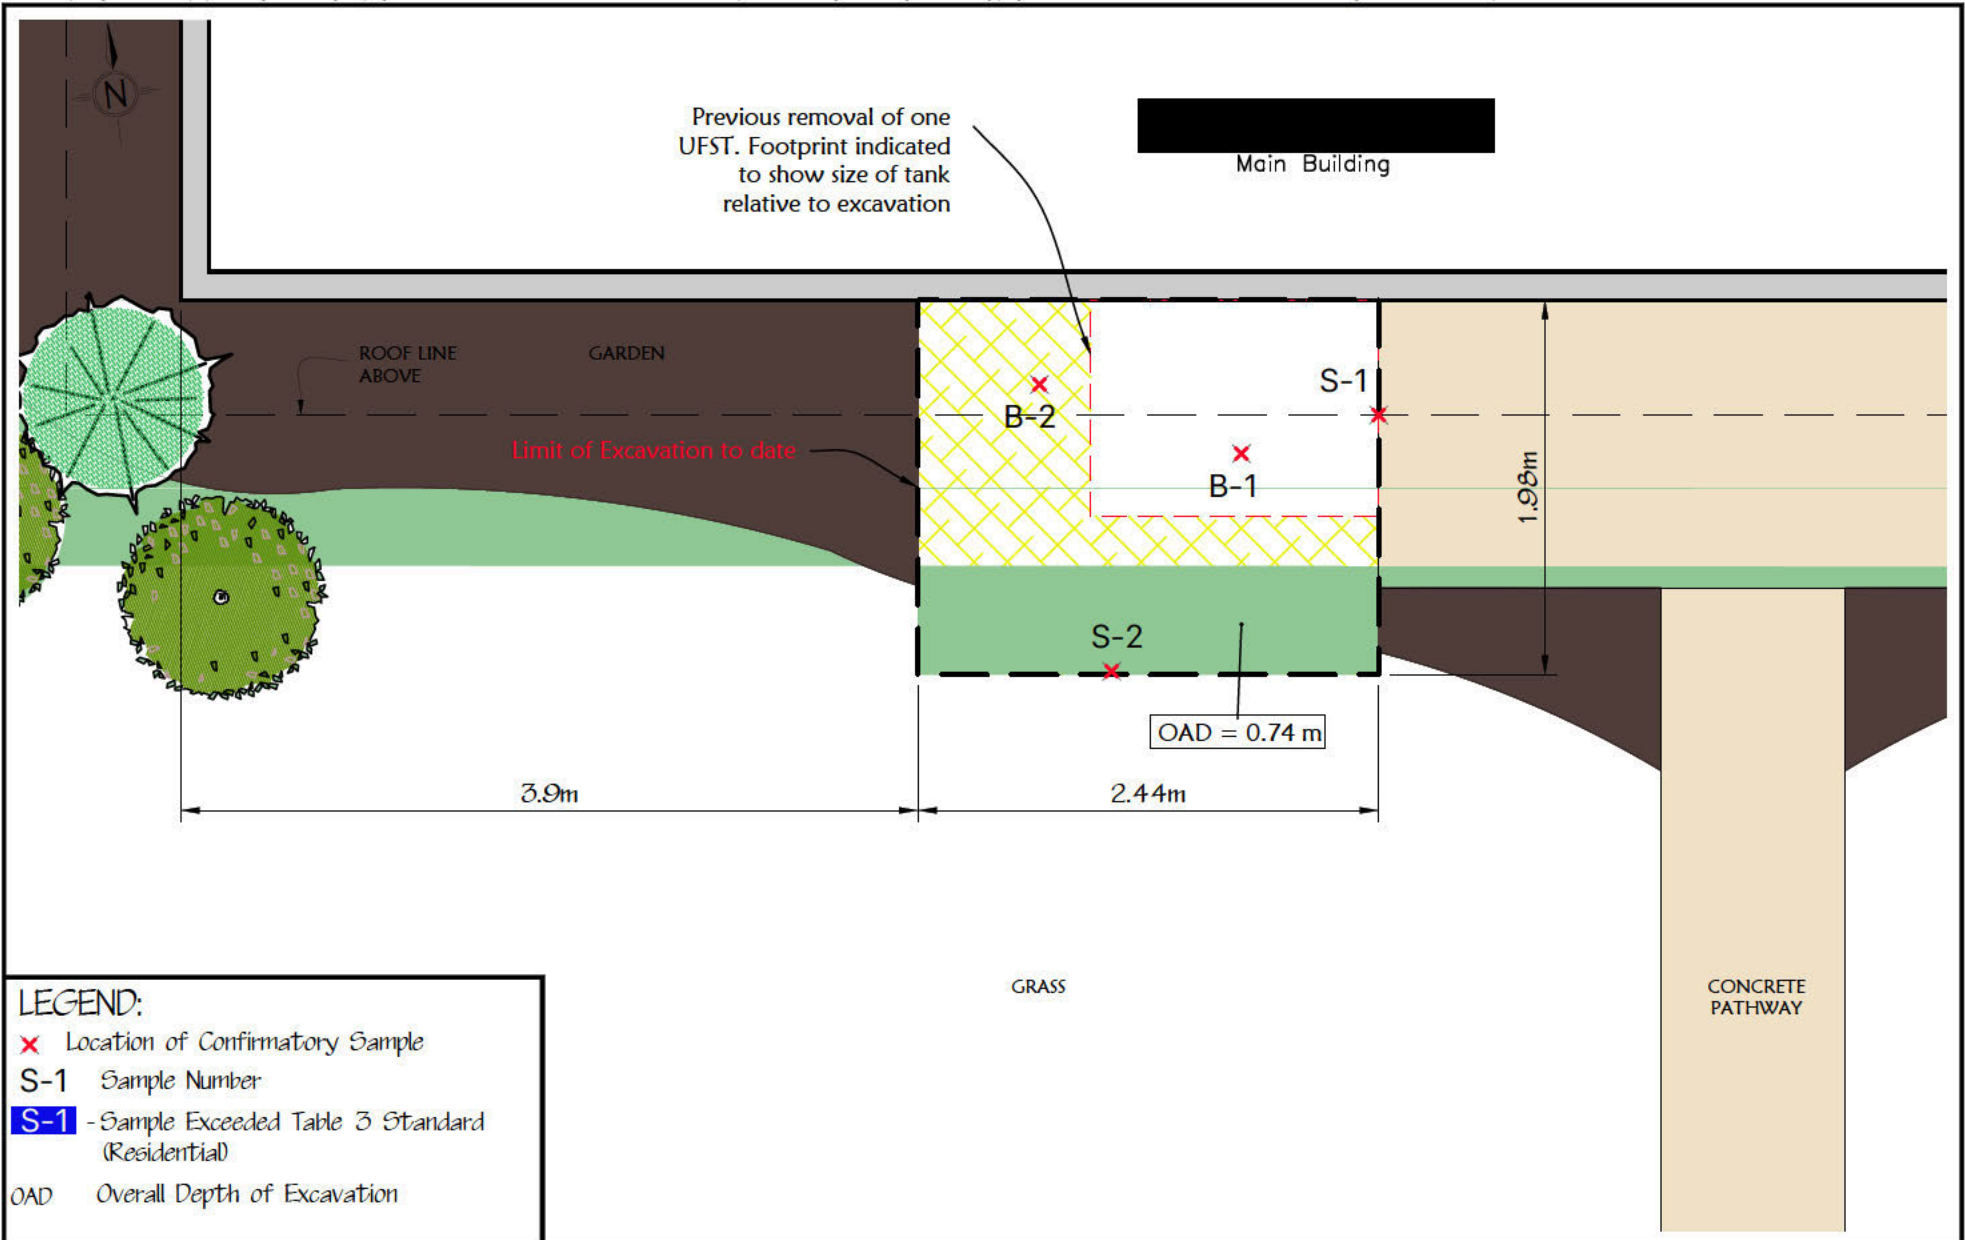 N
Previous removal of one
UFST. Footprint indicated
to show size of tank
relative to excavation
Main Building
ROOF LINE
ABOVE
GARDEN
S-1
B-2
Limit of Excavation to date
B-1
1.98m
S-2
OAD = 0.74 m
3.9m
2.44m
GRASS
CONCRETE
PATHWAY
LEGEND:
Location of Confirmatory Sample
S-1 Sample Number
S-1 - Sample Exceeded Table 3 Standard
(Residential)
OAD Overall Depth of Excavation